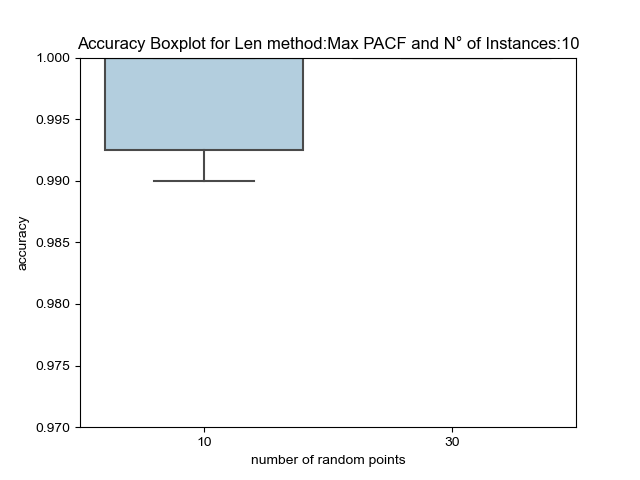 Accuracy Boxplot for Len method:Max PACF and N° of Instances:10
1.000
0.995
0.990
0.985
0.980
0.975
0.970
accuracy
10 30
number of random points